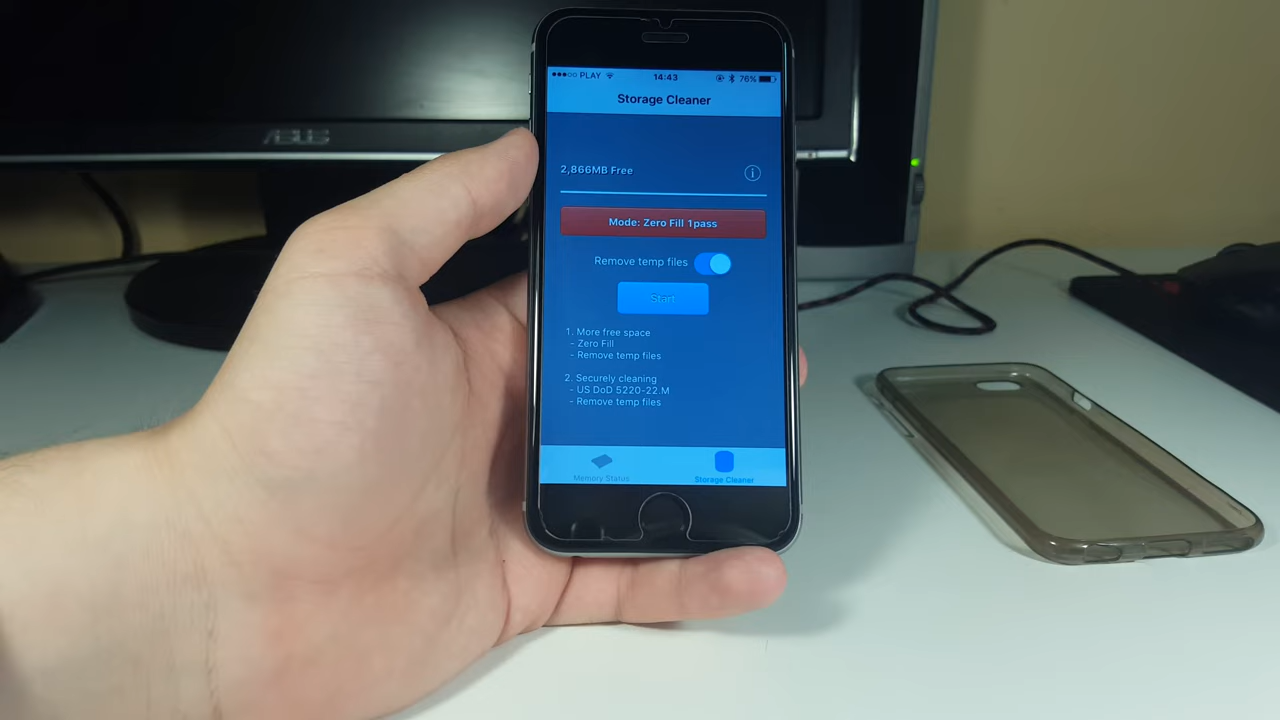 PLAY 14:43 76%
Storage Cleaner
ASUS
2,866MB Free
Mode: Zero Fill 1pass
Remove temp files
Start
1. More free space
- Zero Fill
- Remove temp files
2. Securely cleaning
- US DoD 5220-22.M
- Remove temp files
Memory Status Storage Cleaner